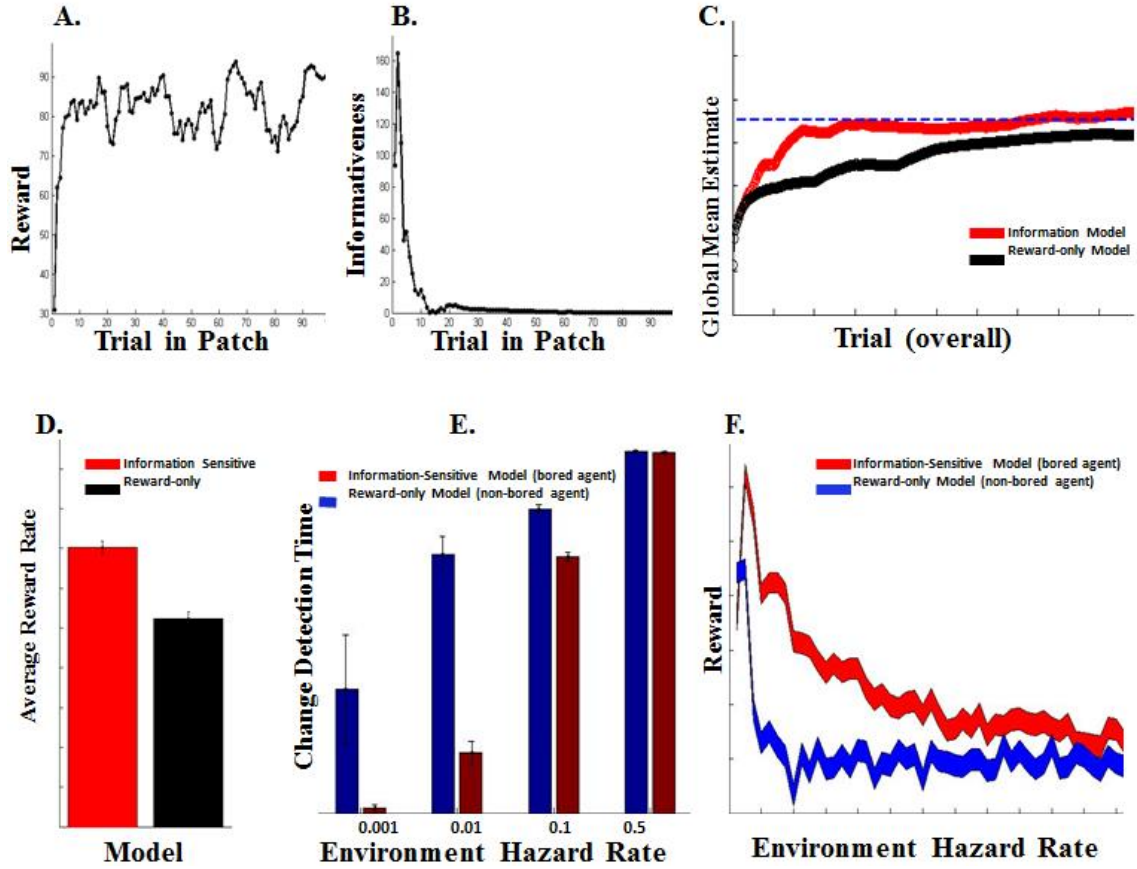 A.
Reward
90
80
70
60
50
40
30
0 10 20 30 40 50 60 70 80 90
Trial in Patch
B.
Informativeness
160
140
120
100
80
60
40
20
0
0 10 20 30 40 50 60 70 80 90
Trial in Patch
C.
Global Mean Estimate
Information Model
Reward-only Model
Trial (overall)
D.
Average Reward Rate
Information Sensitive
Reward-only
Model
E.
Change Detection Time
Information-Sensitive Model (bored agent)
Reward-only Model (non-bored agent)
0.001 0.01 0.1 0.5
Environment Hazard Rate
F.
Reward
Information-Sensitive Model (bored agent)
Reward-only Model (non-bored agent)
Environment Hazard Rate